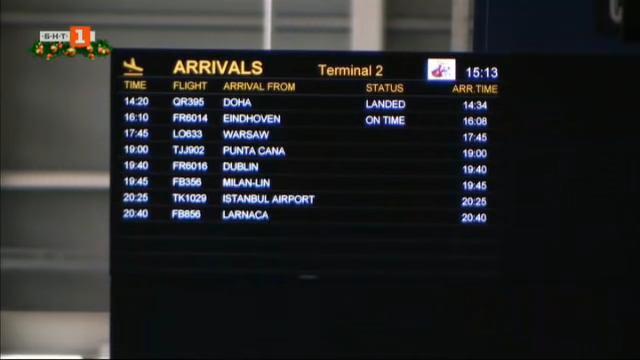 БНТ 1
ARRIVALS Terminal 2 15:13
TIME FLIGHT ARRIVAL FROM STATUS ARR.TIME
14:20 QR395 DOHA LANDED 14:34
16:10 FR6014 EINDHOVEN ON TIME 16:08
17:45 LO633 WARSAW 17:45
19:00 TJJ902 PUNTA CANA 19:00
19:40 FR6016 DUBLIN 19:40
19:45 FB356 MILAN-LIN 19:45
20:25 TK1029 ISTANBUL AIRPORT 20:25
20:40 FB856 LARNACA 20:40